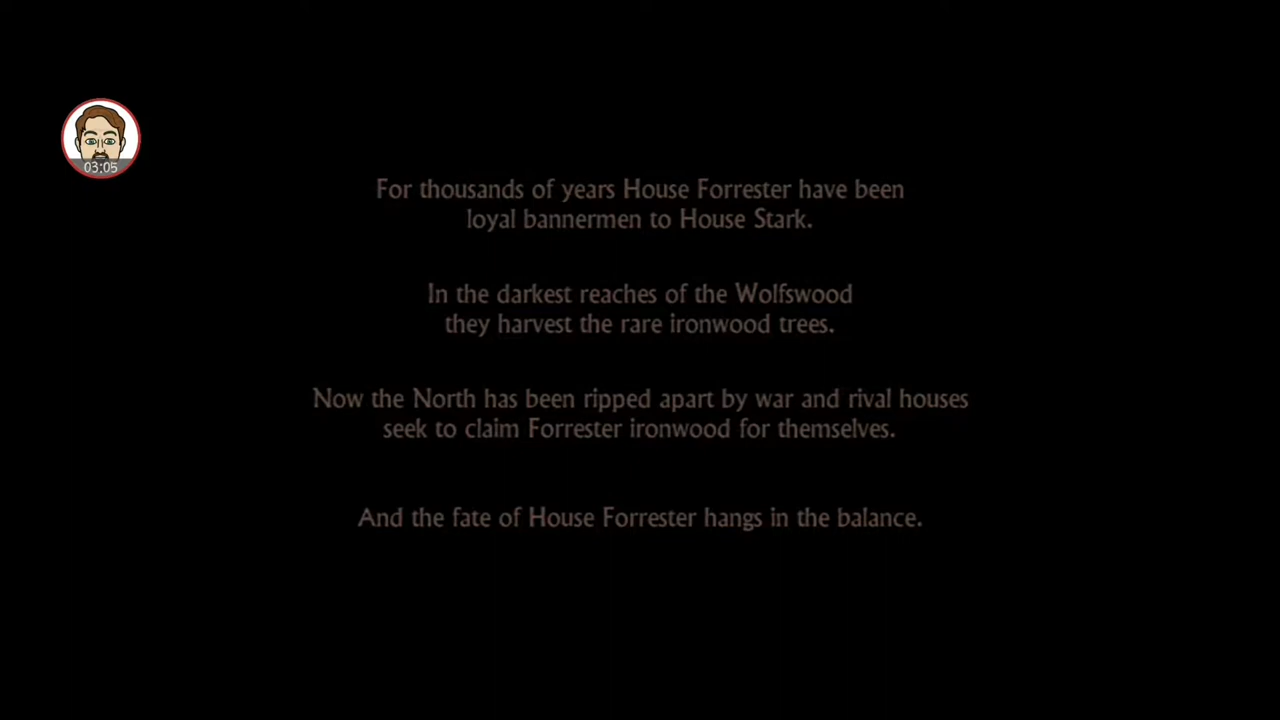 03:05
For thousands of years House Forrester have been
loyal bannermen to House Stark.
In the darkest reaches of the Wolfswood
they harvest the rare ironwood trees.
Now the North has been ripped apart by war and rival houses
seek to claim Forrester ironwood for themselves.
And the fate of House Forrester hangs in the balance.